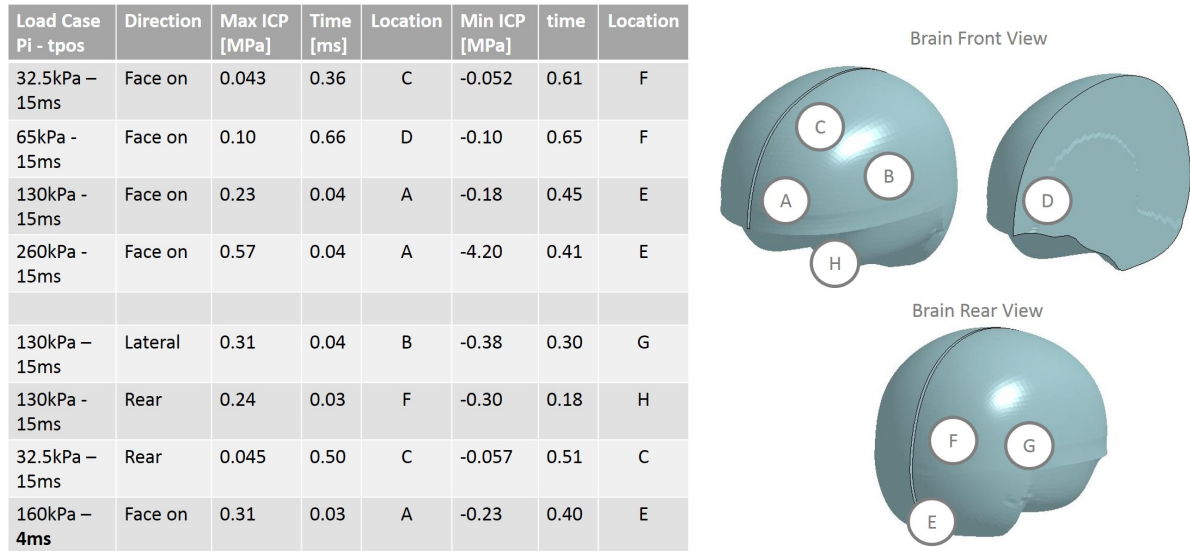 Load Case Direction Max ICP Time Location Min ICP time Location
Pi - tpos [MPa] [ms] [MPa]
32.5kPa – Face on 0.043 0.36 C -0.052 0.61 F
15ms
65kPa - Face on 0.10 0.66 D -0.10 0.65 F
15ms
130kPa - Face on 0.23 0.04 A -0.18 0.45 E
15ms
260kPa - Face on 0.57 0.04 A -4.20 0.41 E
15ms
130kPa – Lateral 0.31 0.04 B -0.38 0.30 G
15ms
130kPa - Rear 0.24 0.03 F -0.30 0.18 H
15ms
32.5kPa – Rear 0.045 0.50 C -0.057 0.51 C
15ms
160kPa – Face on 0.31 0.03 A -0.23 0.40 E
4ms
Brain Front View
C
B
A
D
H
Brain Rear View
F
G
E